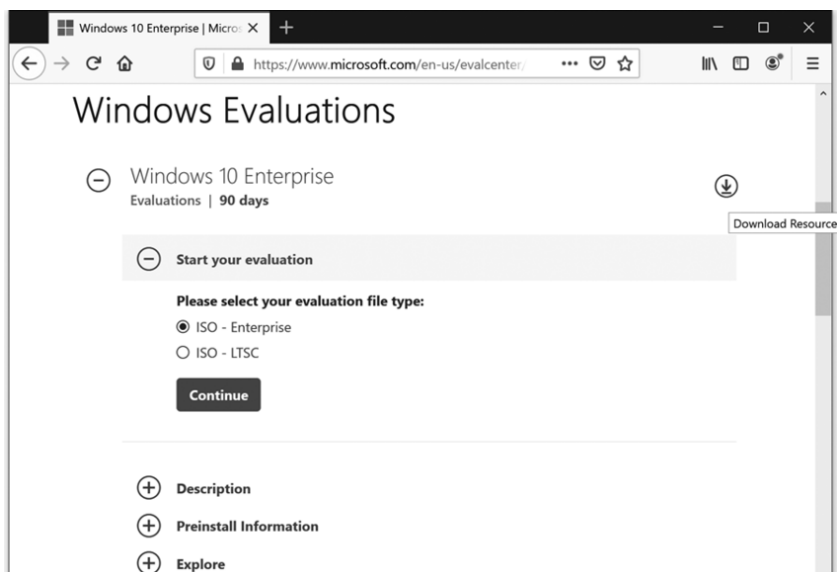 Windows 10 Enterprise | Micros
https://www.microsoft.com/en-us/evalcenter/
Windows Evaluations
Windows 10 Enterprise
Evaluations | 90 days
Download Resource
Start your evaluation
Please select your evaluation file type:
ISO - Enterprise
ISO - LTSC
Continue
Description
Preinstall Information
Explore